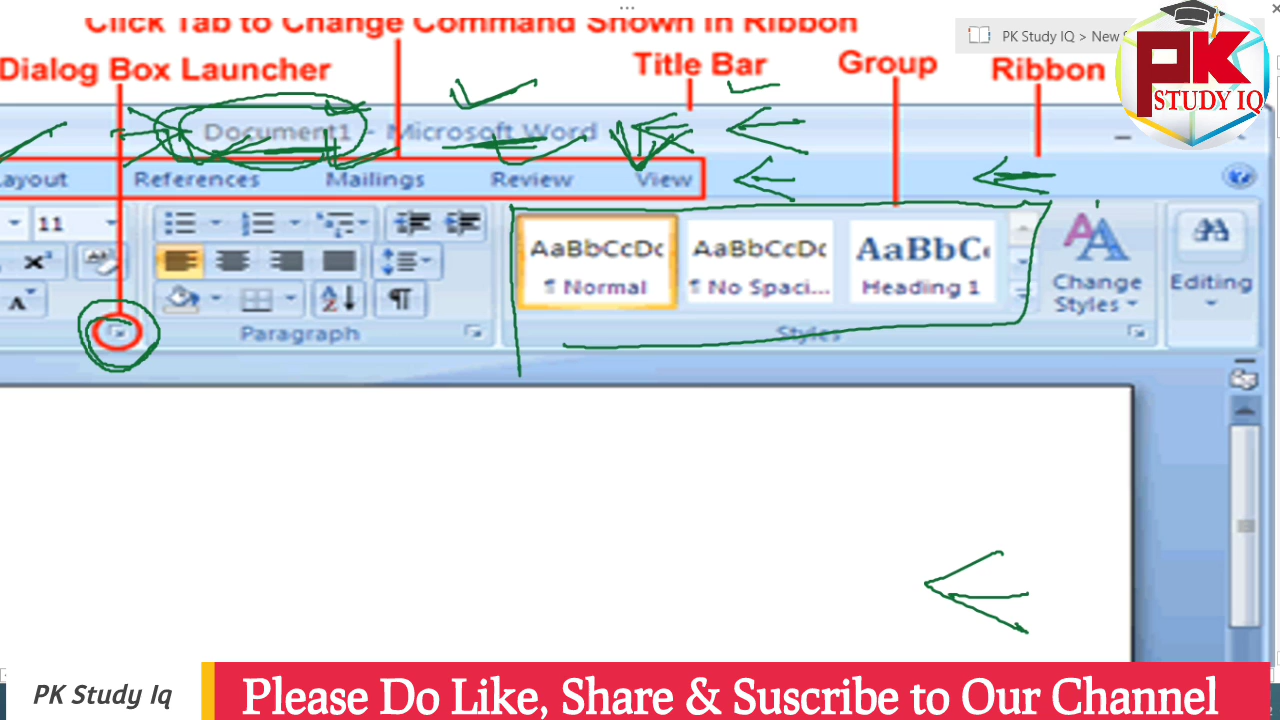 ...
Click Tab to Change Command Shown In Ribbon
PK Study IQ > New
PK
STUDY IQ
Dialog Box Launcher
Title Bar
Group
Ribbon
Document1 - Microsoft Word
ayout References Mailings Review View
11
AaBbCcDc AaBbCcDc AaBbC
¶ Normal ¶ No Spaci... Heading 1
Change Styles
Editing
Paragraph
Styles
PK Study Iq
Please Do Like, Share & Suscribe to Our Channel